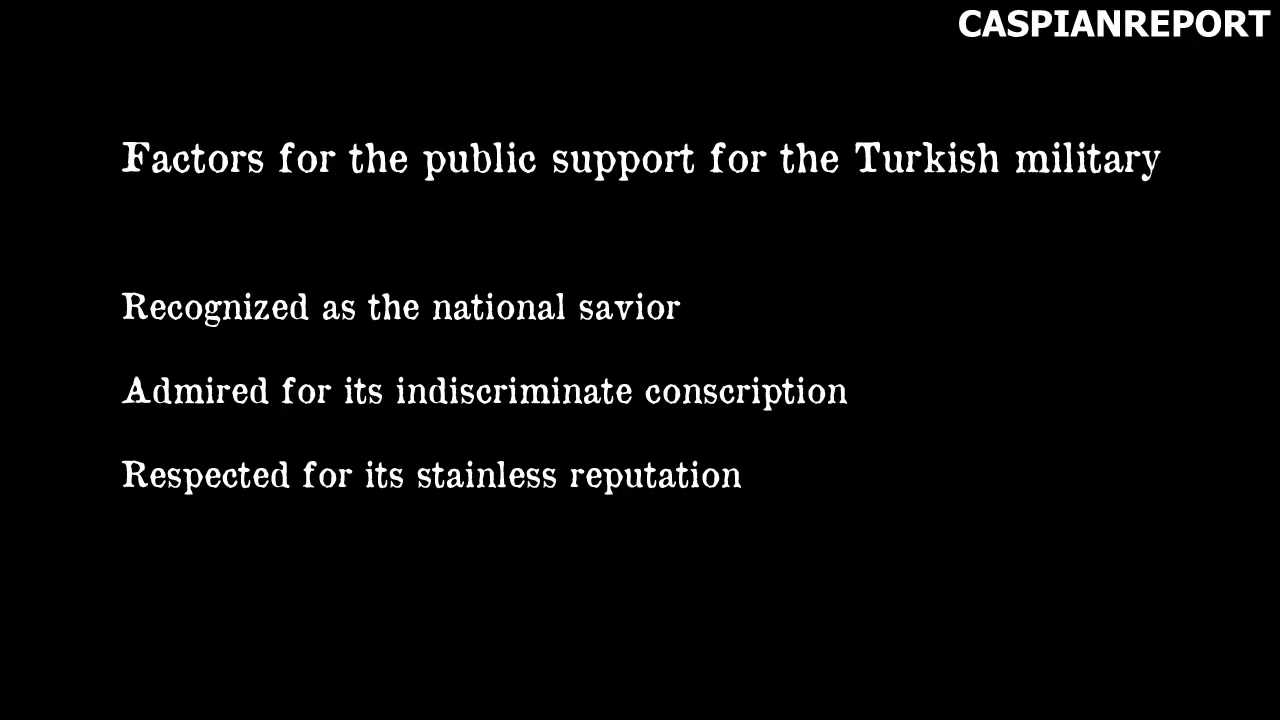 CASPIANREPORT
Factors for the public support for the Turkish military
Recognized as the national savior
Admired for its indiscriminate conscription
Respected for its stainless reputation